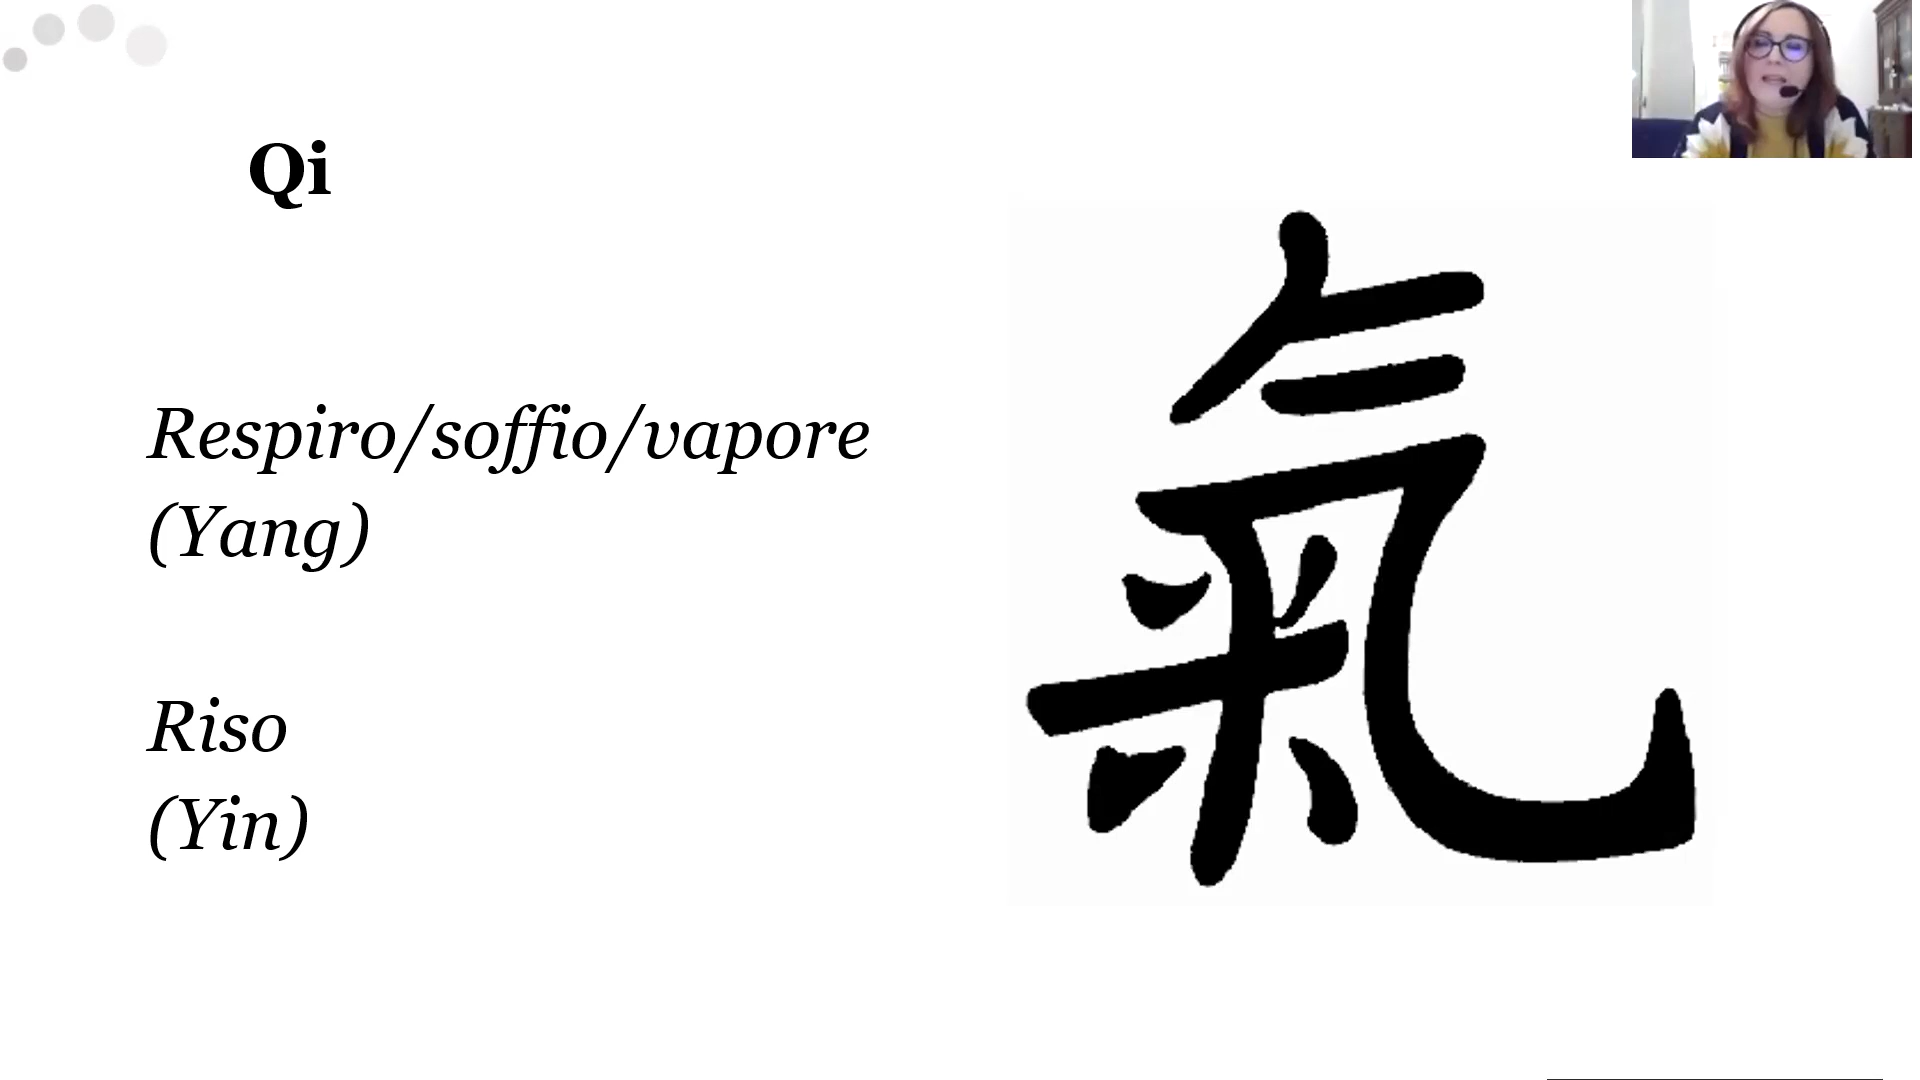 Qi
Respiro/soffio/vapore
(Yang)
Riso
(Yin)
氣